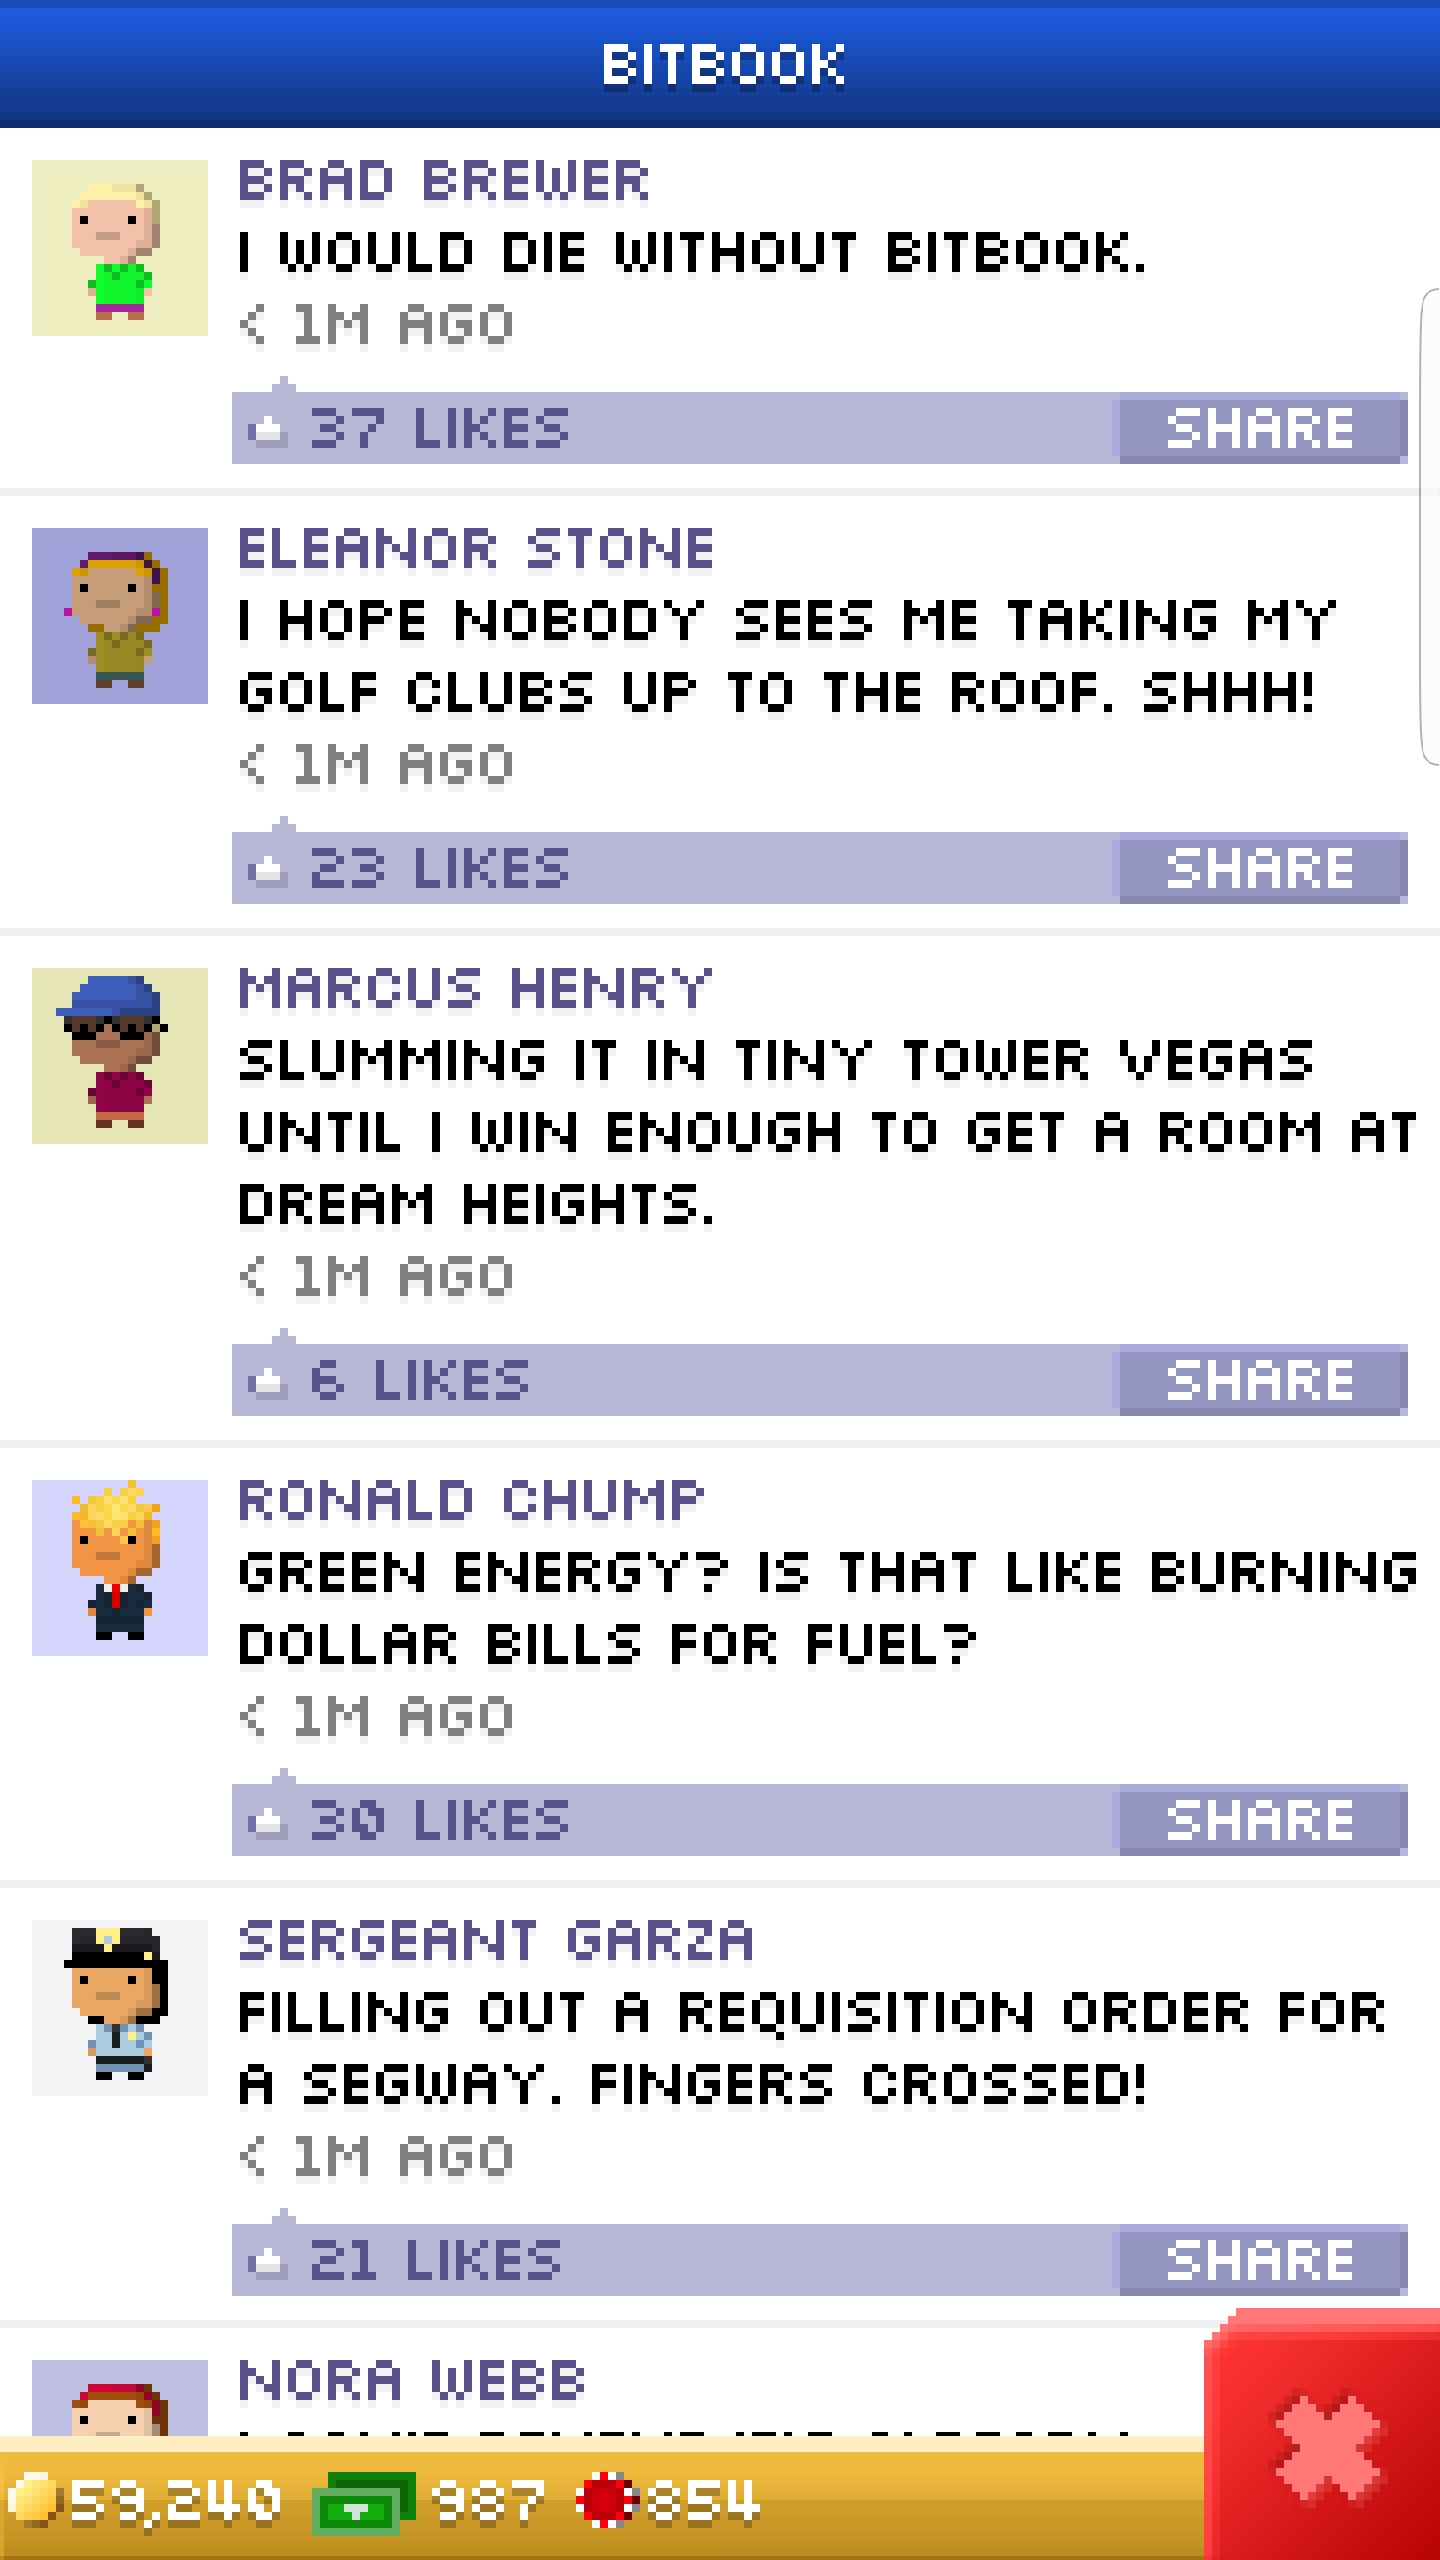 BITBOOK
BRAD BREWER
I WOULD DIE WITHOUT BITBOOK.
< 1M AGO
37 LIKES
SHARE
ELEANOR STONE
I HOPE NOBODY SEES ME TAKING MY
GOLF CLUBS UP TO THE ROOF. SHHH!
< 1M AGO
23 LIKES
SHARE
MARCUS HENRY
SLUMMING IT IN TINY TOWER VEGAS
UNTIL I WIN ENOUGH TO GET A ROOM AT
DREAM HEIGHTS.
< 1M AGO
6 LIKES
SHARE
RONALD CHUMP
GREEN ENERGY? IS THAT LIKE BURNING
DOLLAR BILLS FOR FUEL?
< 1M AGO
30 LIKES
SHARE
SERGEANT GARZA
FILLING OUT A REQUISITION ORDER FOR
A SEGWAY. FINGERS CROSSED!
< 1M AGO
21 LIKES
SHARE
NORA WEBB
59,240 987 854